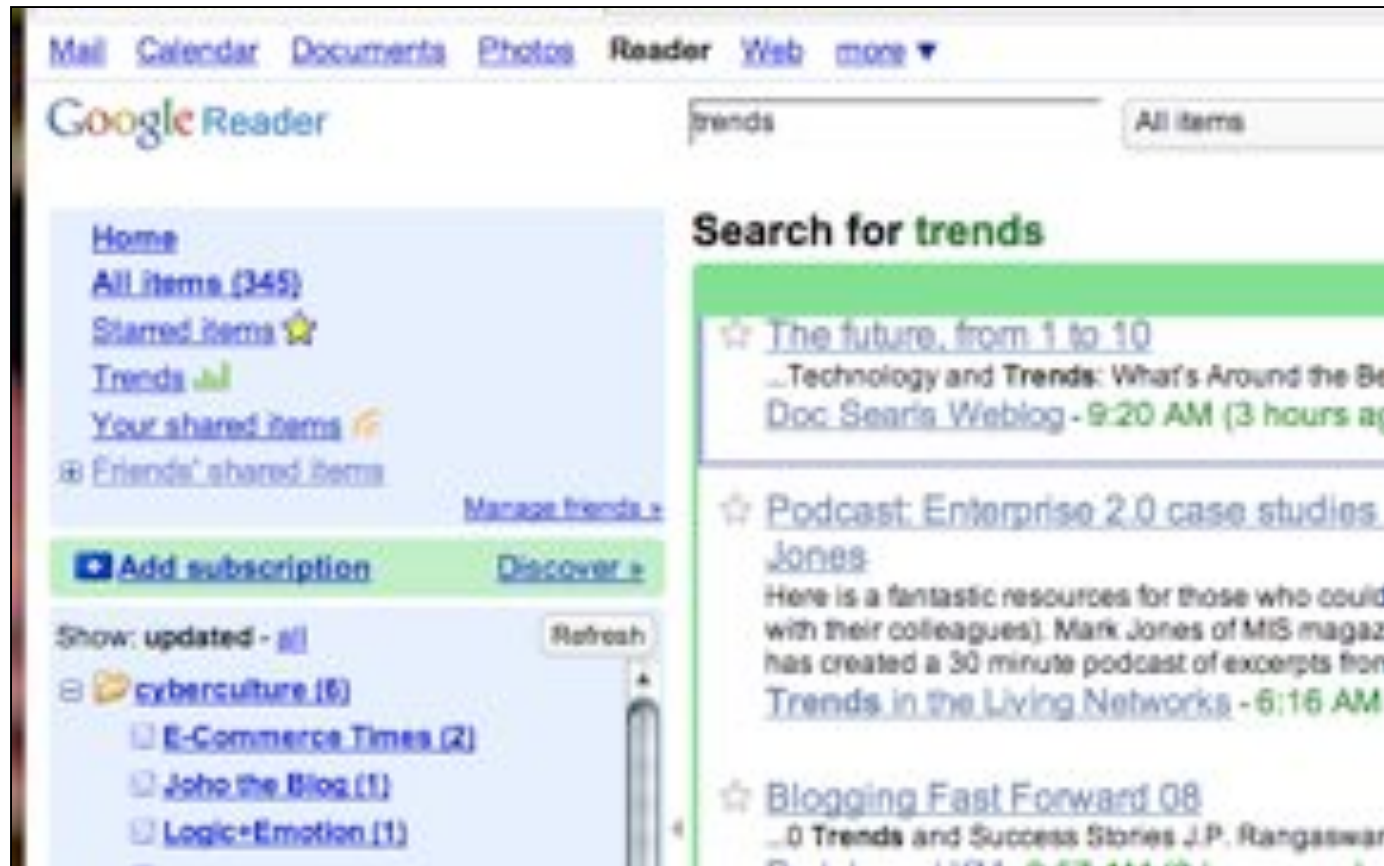 Mail Calendar Documents Photos Reader Web more
Google Reader
trends
All items
Home
All items (345)
Starred items
Trends
Your shared items
Friends' shared items
Manage friends »
Add subscription Discover »
Show: updated - all Refresh
cyberculture (6)
E-Commerce Times (2)
Joho the Blog (1)
Logic+Emotion (1)
Search for trends
The future, from 1 to 10
...Technology and Trends: What's Around the Be
Doc Searls Weblog - 9:20 AM (3 hours ag
Podcast: Enterprise 2.0 case studies
Jones
Here is a fantastic resources for those who could
with their colleagues). Mark Jones of MIS magaz
has created a 30 minute podcast of excerpts from
Trends in the Living Networks - 6:16 AM
Blogging Fast Forward 08
...0 Trends and Success Stories J.P. Rangaswar